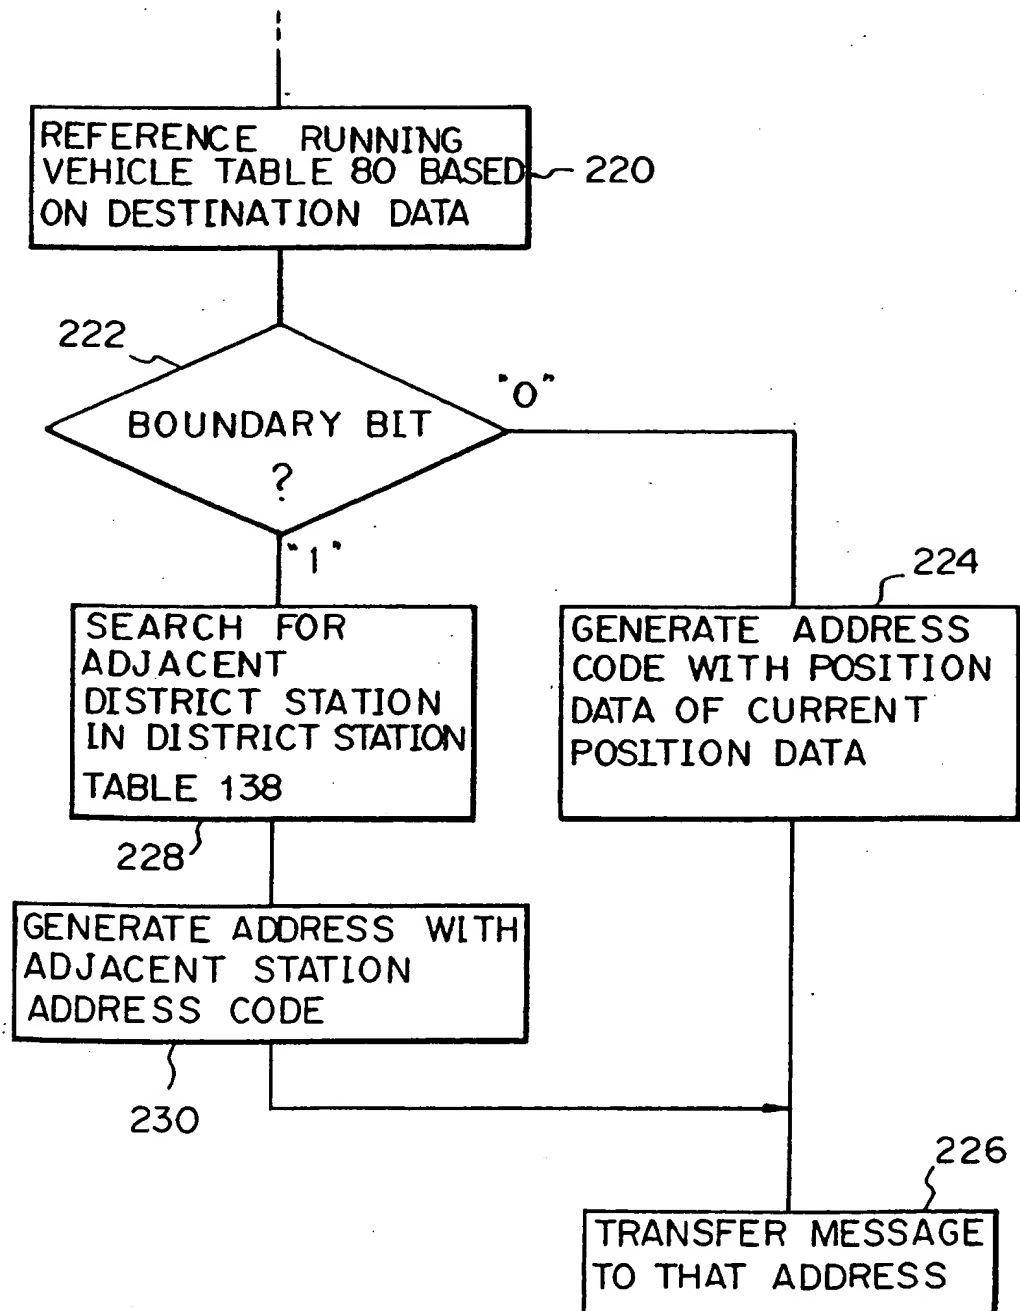 REFERENCE RUNNING
VEHICLE TABLE 80 BASED
ON DESTINATION DATA
220
222
BOUNDARY BIT
?
"0"
"1"
224
SEARCH FOR
ADJACENT
DISTRICT STATION
IN DISTRICT STATION
TABLE 138
228
GENERATE ADDRESS
CODE WITH POSITION
DATA OF CURRENT
POSITION DATA
GENERATE ADDRESS WITH
ADJACENT STATION
ADDRESS CODE
230
226
TRANSFER MESSAGE
TO THAT ADDRESS